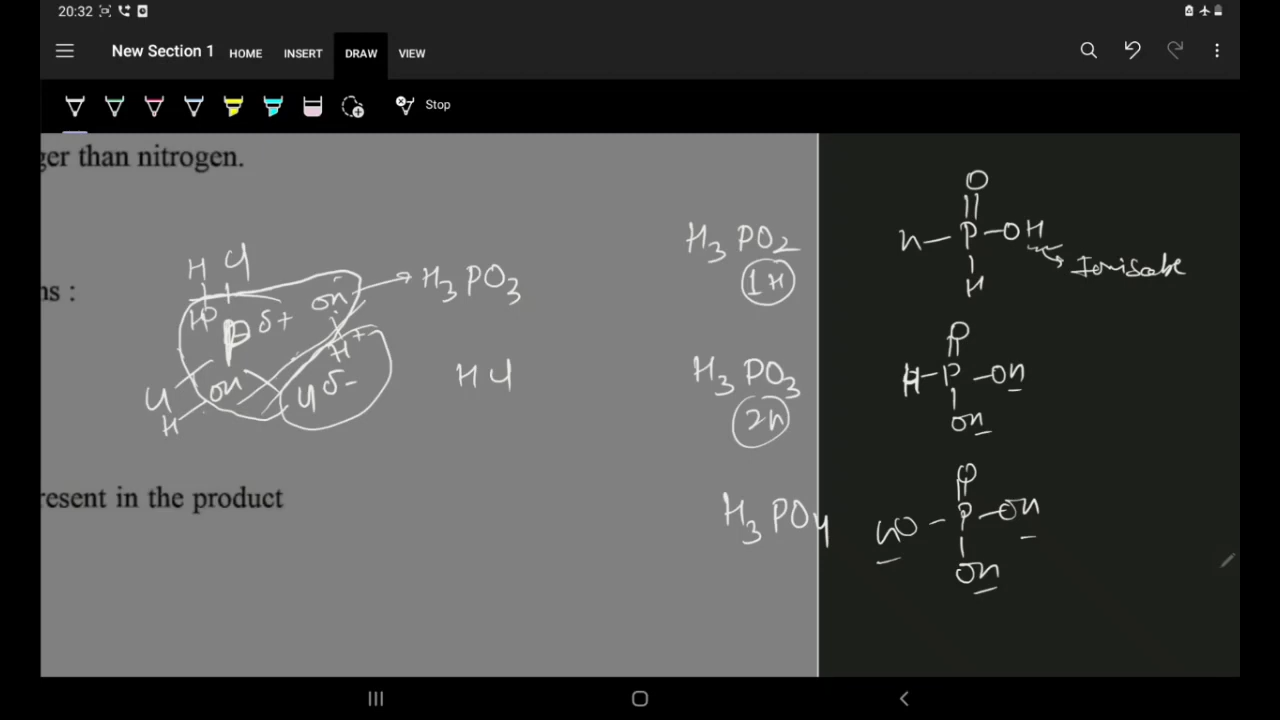 20:32
New Section 1 HOME INSERT DRAW VIEW
Stop
ger than nitrogen.
ns :
H Cl
HO P δ+ OH
H3PO3
H+
Cl OH Cl δ-
H
H Cl
resent in the product
H3PO2
1H
H3PO3
2H
H3PO4
O
H P OH
H
Ionisable
O
H P OH
OH
O
HO P OH
OH